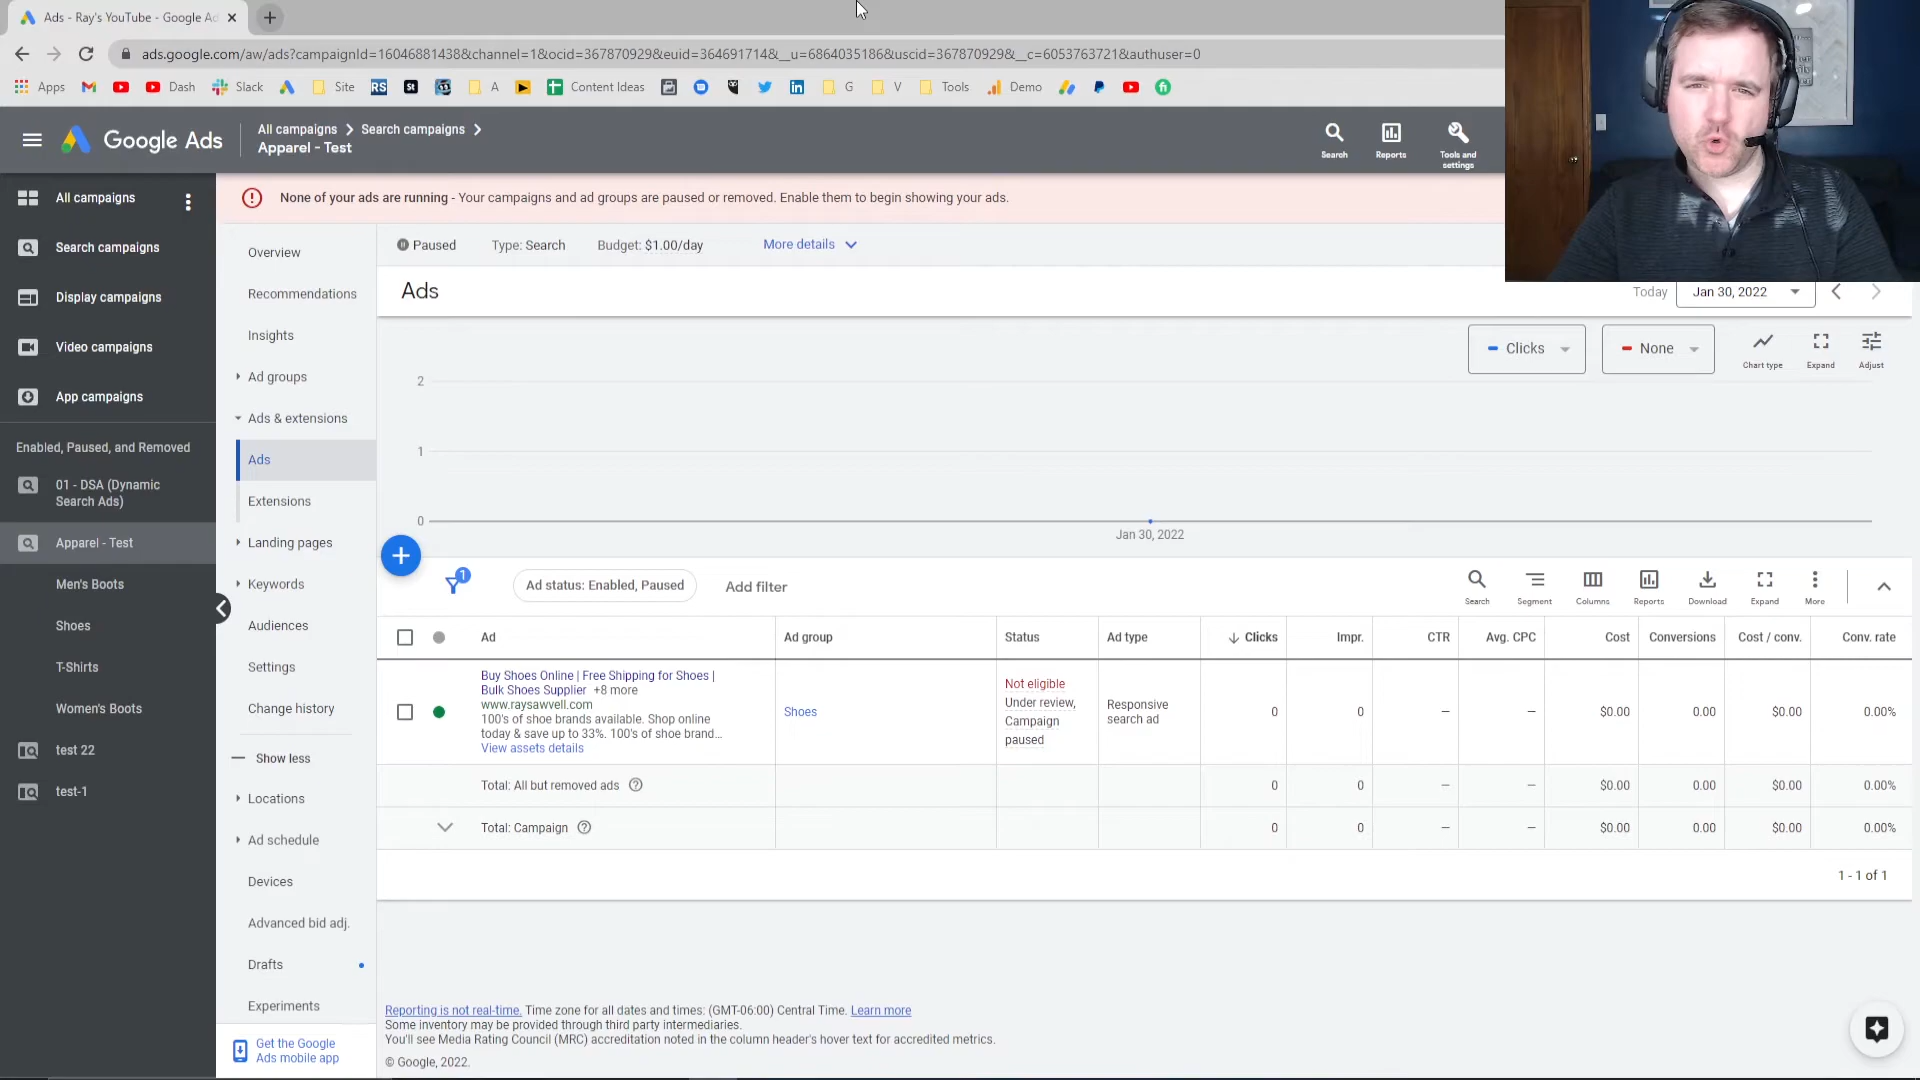 Ads - Ray's YouTube - Google Ad
ads.google.com/aw/ads?campaignId=16046881438&channel=1&ocid=367870929&euid=364691714&__u=6864035186&uscid=367870929&__c=6053763721&authuser=0
Apps
Dash
Slack
Site
RS
A
Content Ideas
G
V
Tools
Demo
Google Ads
All campaigns
Search campaigns
Apparel - Test
Search
Reports
Tools and
settings
All campaigns
Search campaigns
Display campaigns
Video campaigns
App campaigns
Enabled, Paused, and Removed
01 - DSA (Dynamic
Search Ads)
Apparel - Test
Men's Boots
Shoes
T-Shirts
Women's Boots
test 22
test-1
None of your ads are running - Your campaigns and ad groups are paused or removed. Enable them to begin showing your ads.
Overview
Recommendations
Insights
Ad groups
Ads & extensions
Ads
Extensions
Landing pages
Keywords
Audiences
Settings
Change history
Show less
Locations
Ad schedule
Devices
Advanced bid adj.
Drafts
Experiments
Get the Google
Ads mobile app
Paused
Type: Search
Budget: $1.00/day
More details
Ads
Today
Jan 30, 2022
Clicks
None
Chart type
Expand
Adjust
2
1
0
Jan 30, 2022
1
Ad status: Enabled, Paused
Add filter
Search
Segment
Columns
Reports
Download
Expand
More
Ad
Ad group
Status
Ad type
Clicks
Impr.
CTR
Avg. CPC
Cost
Conversions
Cost / conv.
Conv. rate
Buy Shoes Online | Free Shipping for Shoes |
Bulk Shoes Supplier +8 more
www.raysawvell.com
100's of shoe brands available. Shop online
today & save up to 33%. 100's of shoe brand...
View assets details
Shoes
Not eligible
Under review,
Campaign
paused
Responsive
search ad
0
0
—
—
$0.00
0.00
$0.00
0.00%
Total: All but removed ads
0
0
—
—
$0.00
0.00
$0.00
0.00%
Total: Campaign
0
0
—
—
$0.00
0.00
$0.00
0.00%
1 - 1 of 1
Reporting is not real-time. Time zone for all dates and times: (GMT-06:00) Central Time. Learn more
Some inventory may be provided through third party intermediaries.
You'll see Media Rating Council (MRC) accreditation noted in the column header's hover text for accredited metrics.
© Google, 2022.